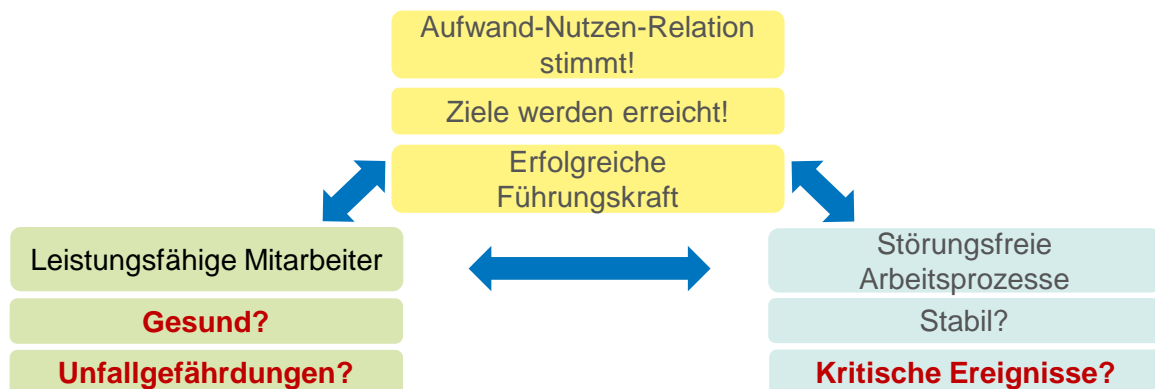 Aufwand-Nutzen-Relation
stimmt!
Ziele werden erreicht!
Erfolgreiche
Führungskraft
Leistungsfähige Mitarbeiter
Gesund?
Unfallgefährdungen?
Störungsfreie
Arbeitsprozesse
Stabil?
Kritische Ereignisse?